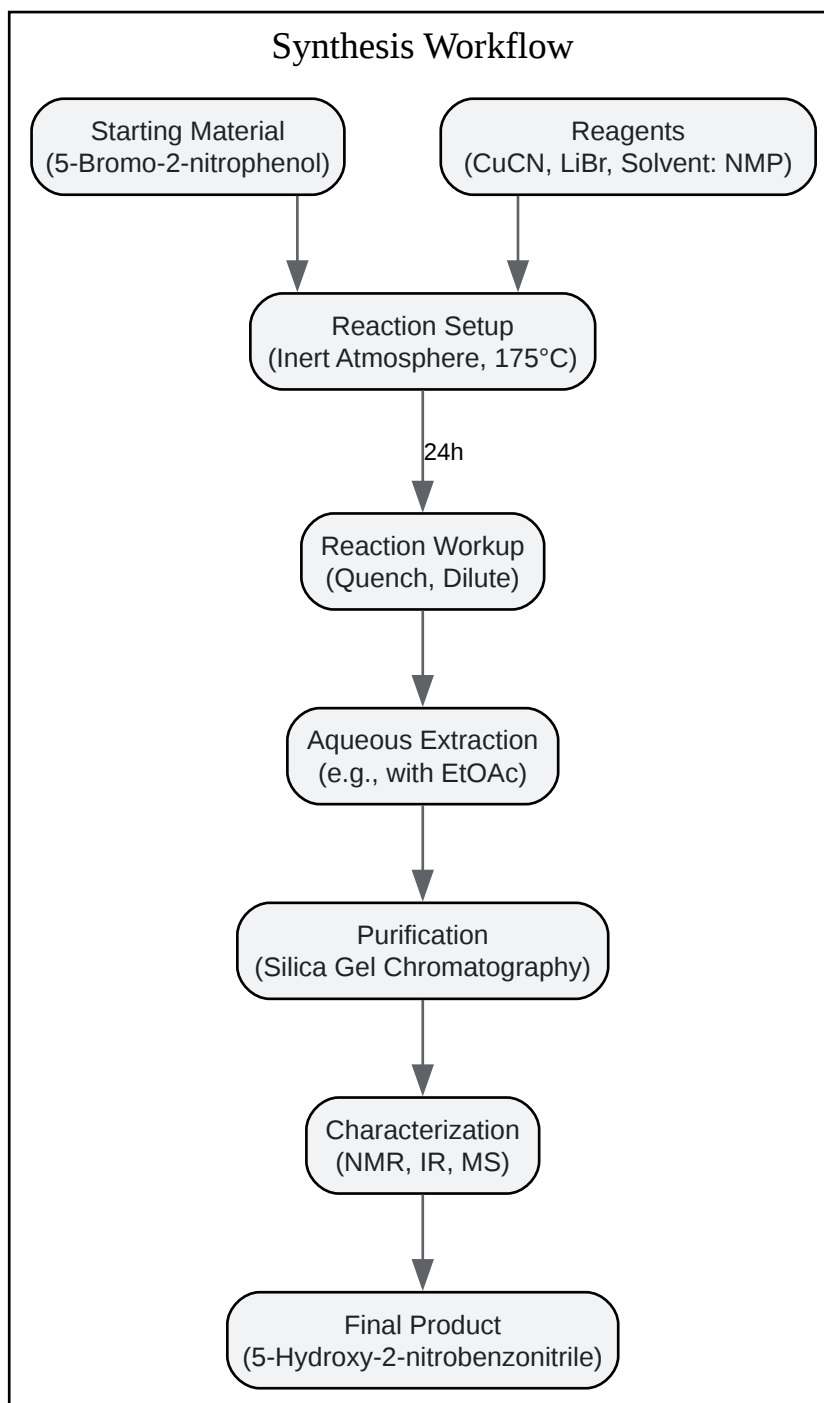 Synthesis Workflow
Starting Material
(5-Bromo-2-nitrophenol)
Reagents
(CuCN, LiBr, Solvent: NMP)
Reaction Setup
(Inert Atmosphere, 175°C)
24h
Reaction Workup
(Quench, Dilute)
Aqueous Extraction
(e.g., with EtOAc)
Purification
(Silica Gel Chromatography)
Characterization
(NMR, IR, MS)
Final Product
(5-Hydroxy-2-nitrobenzonitrile)